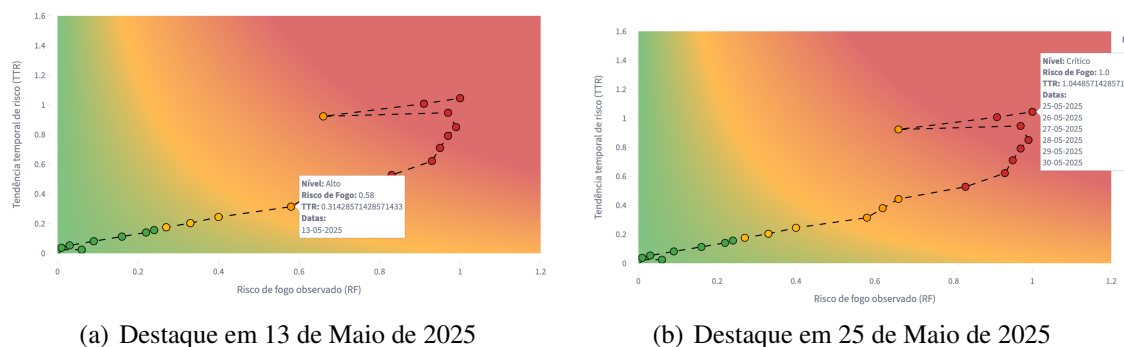 1.6
1.4
1.2
1
0.8
0.6
0.4
0.2
0
Tendência temporal de risco (TTR)
Nível: Alto
Risco de Fogo: 0.58
TTR: 0.31428571428571433
Datas:
13-05-2025
0
0.2
0.4
0.6
0.8
1
1.2
Risco de fogo observado (RF)
(a) Destaque em 13 de Maio de 2025
1.6
1.4
1.2
1
0.8
0.6
0.4
0.2
0
Tendência temporal de risco (TTR)
Nível: Crítico
Risco de Fogo: 1.0
TTR: 1.0448571428571
Datas:
25-05-2025
26-05-2025
27-05-2025
28-05-2025
29-05-2025
30-05-2025
0
0.2
0.4
0.6
0.8
1
1.2
Risco de fogo observado (RF)
(b) Destaque em 25 de Maio de 2025